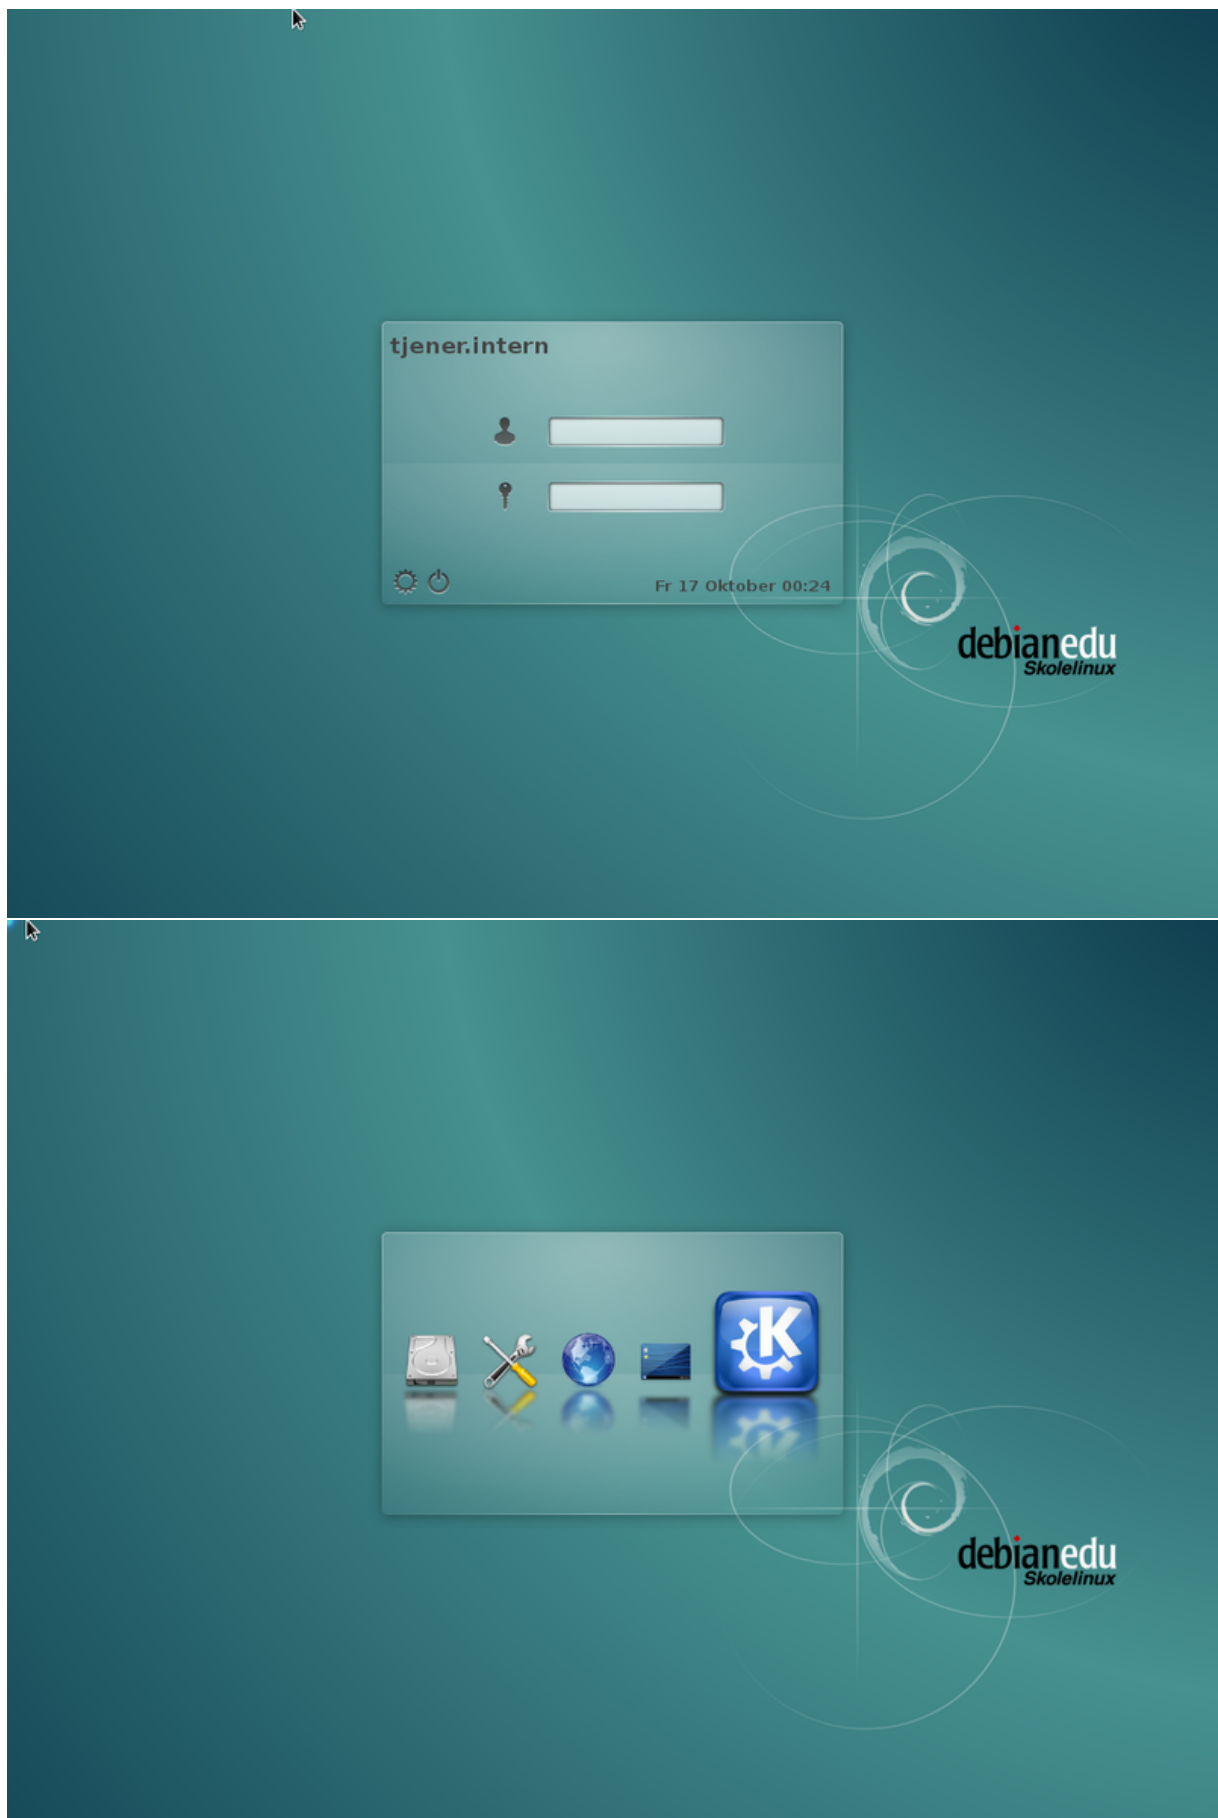 tjener.intern
Fr 17 Oktober 00:24
debianedu
Skolelinux
K
debianedu
Skolelinux